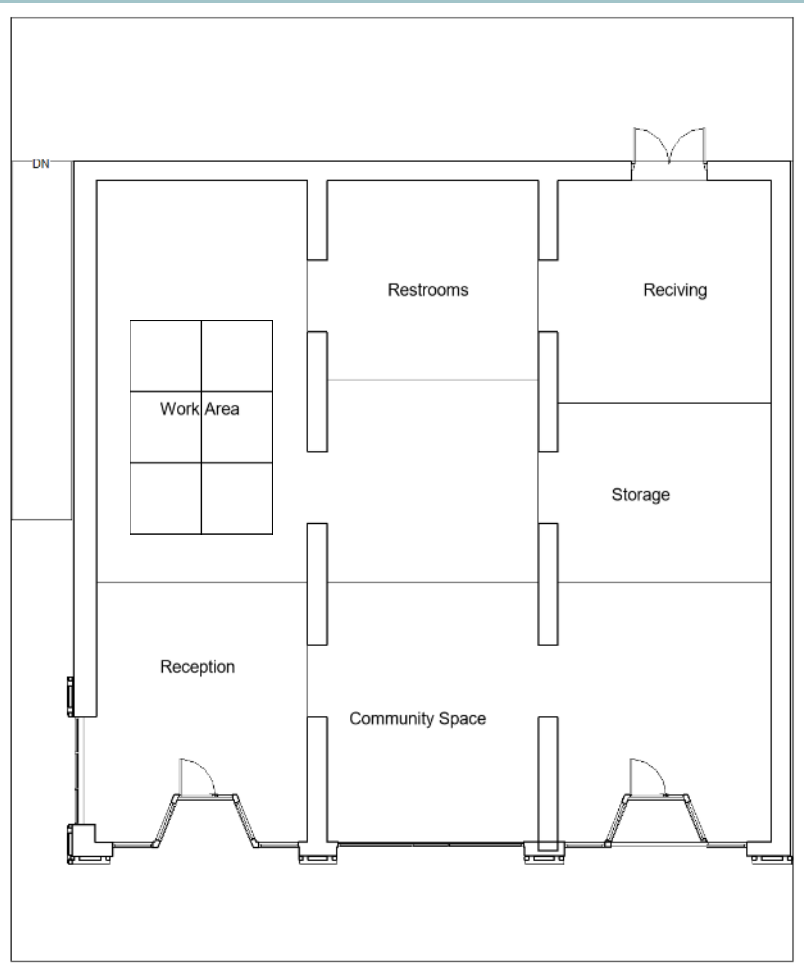 DN
Restrooms
Reciving
Work Area
Storage
Reception
Community Space